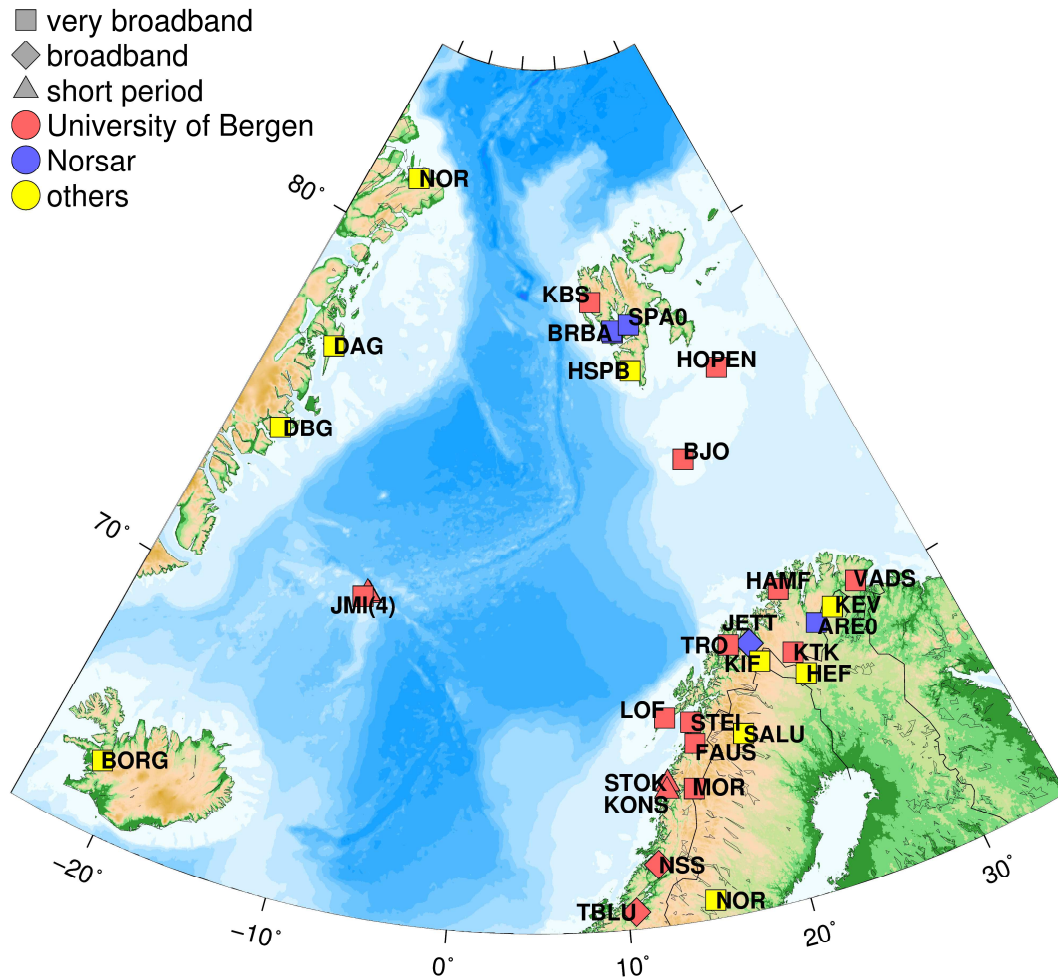 very broadband
broadband
short period
University of Bergen
Norsar
others
80°
NOR
KBS
SPA0
BRBA
DAG
HOPEN
HSPB
DBG
BJO
70°
HAMF
VADS
JMI(4)
KEV
ARE0
JETT
TRO
KTK
KIF
HEF
LOF
STEI
SALU
BORG
FAUS
STOK
MOR
KONS
NSS
−20°
30°
NOR
TBLU
−10°
20°
0°
10°